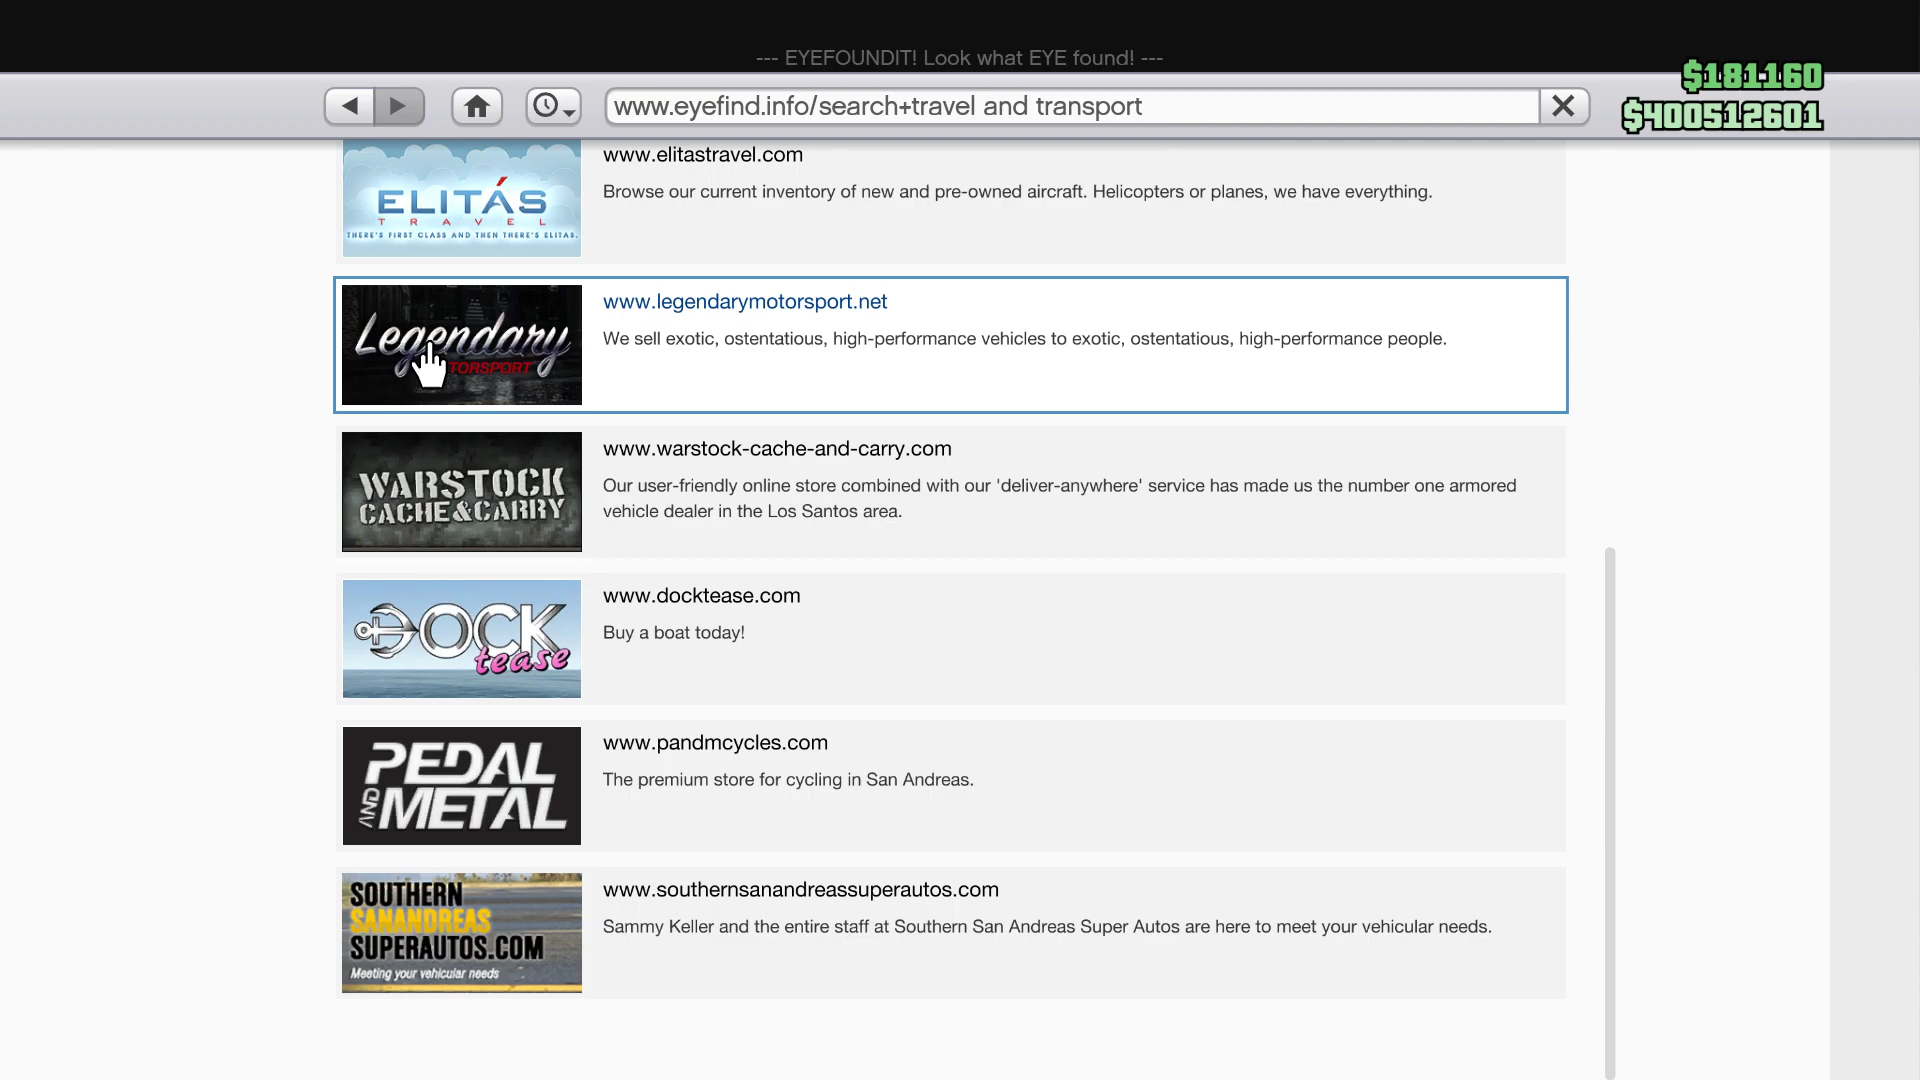 --- EYEFOUNDIT! Look what EYE found! ---
$181160
www.eyefind.info/search+travel and transport
$400512601
www.elitastravel.com
ELITÁS
TRAVEL
THERE'S FIRST CLASS AND THEN THERE'S ELITAS.
Browse our current inventory of new and pre-owned aircraft. Helicopters or planes, we have everything.
www.legendarymotorsport.net
Legendary
TORSPORT
We sell exotic, ostentatious, high-performance vehicles to exotic, ostentatious, high-performance people.
www.warstock-cache-and-carry.com
WARSTOCK
CACHE&CARRY
Our user-friendly online store combined with our 'deliver-anywhere' service has made us the number one armored
vehicle dealer in the Los Santos area.
www.docktease.com
DOCK
tease
Buy a boat today!
www.pandmcycles.com
PEDAL
AND METAL
The premium store for cycling in San Andreas.
www.southernsanandreassuperautos.com
SOUTHERN
SANANDREAS
SUPERAUTOS.COM
Meeting your vehicular needs
Sammy Keller and the entire staff at Southern San Andreas Super Autos are here to meet your vehicular needs.